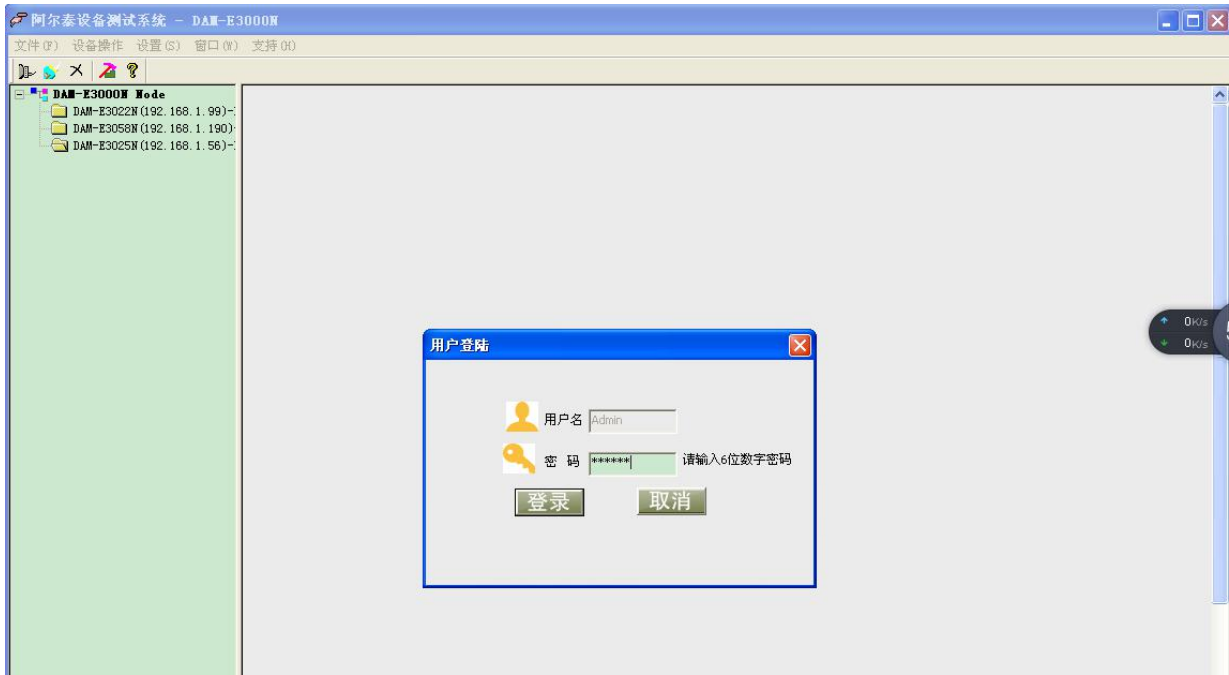 阿尔泰设备测试系统 - DAM-E3000N
文件(F) 设备操作 设置(S) 窗口(W) 支持(H)
DAM-E3000N Node
DAM-E3022N(192.168.1.99)-
DAM-E3058N(192.168.1.190)
DAM-E3025N(192.168.1.56)-
0K/s
0K/s
用户登陆
用户名 Admin
密 码 ****** 请输入6位数字密码
登录 取消